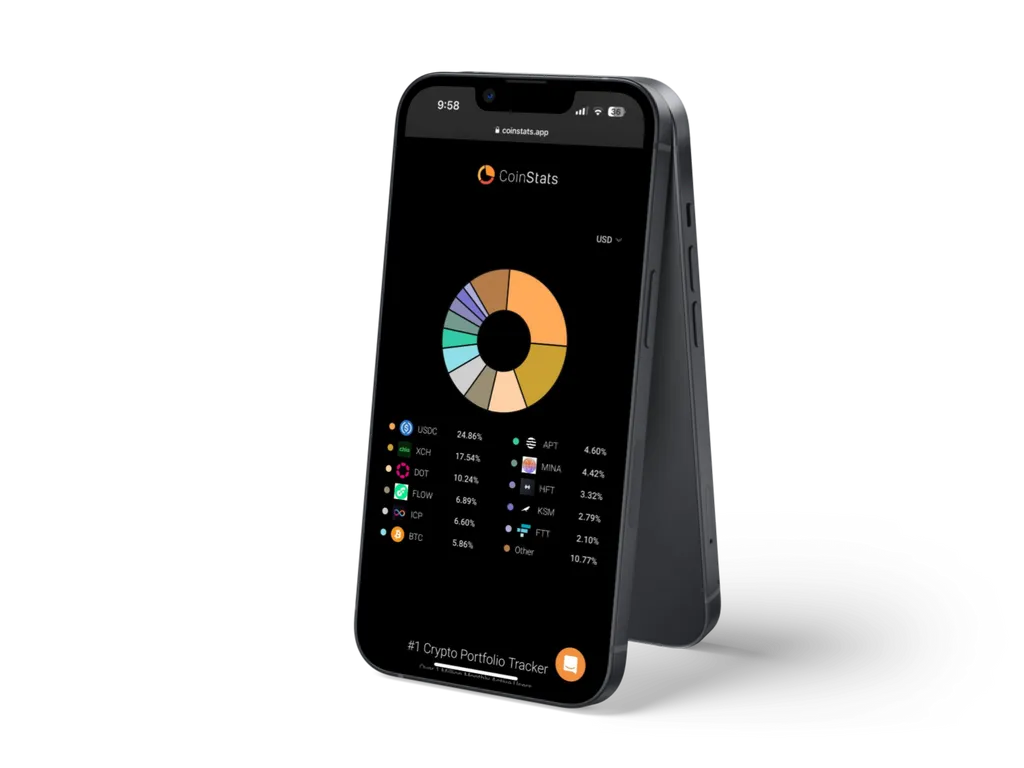 9:58
36
coinstats.app
CoinStats
USD
USDC 24.86%
chia XCH 17.54%
DOT 10.24%
FLOW 6.89%
ICP 6.60%
BTC 5.86%
APT 4.60%
MINA 4.42%
HFT 3.32%
KSM 2.79%
FTT 2.10%
Other 10.77%
#1 Crypto Portfolio Tracker